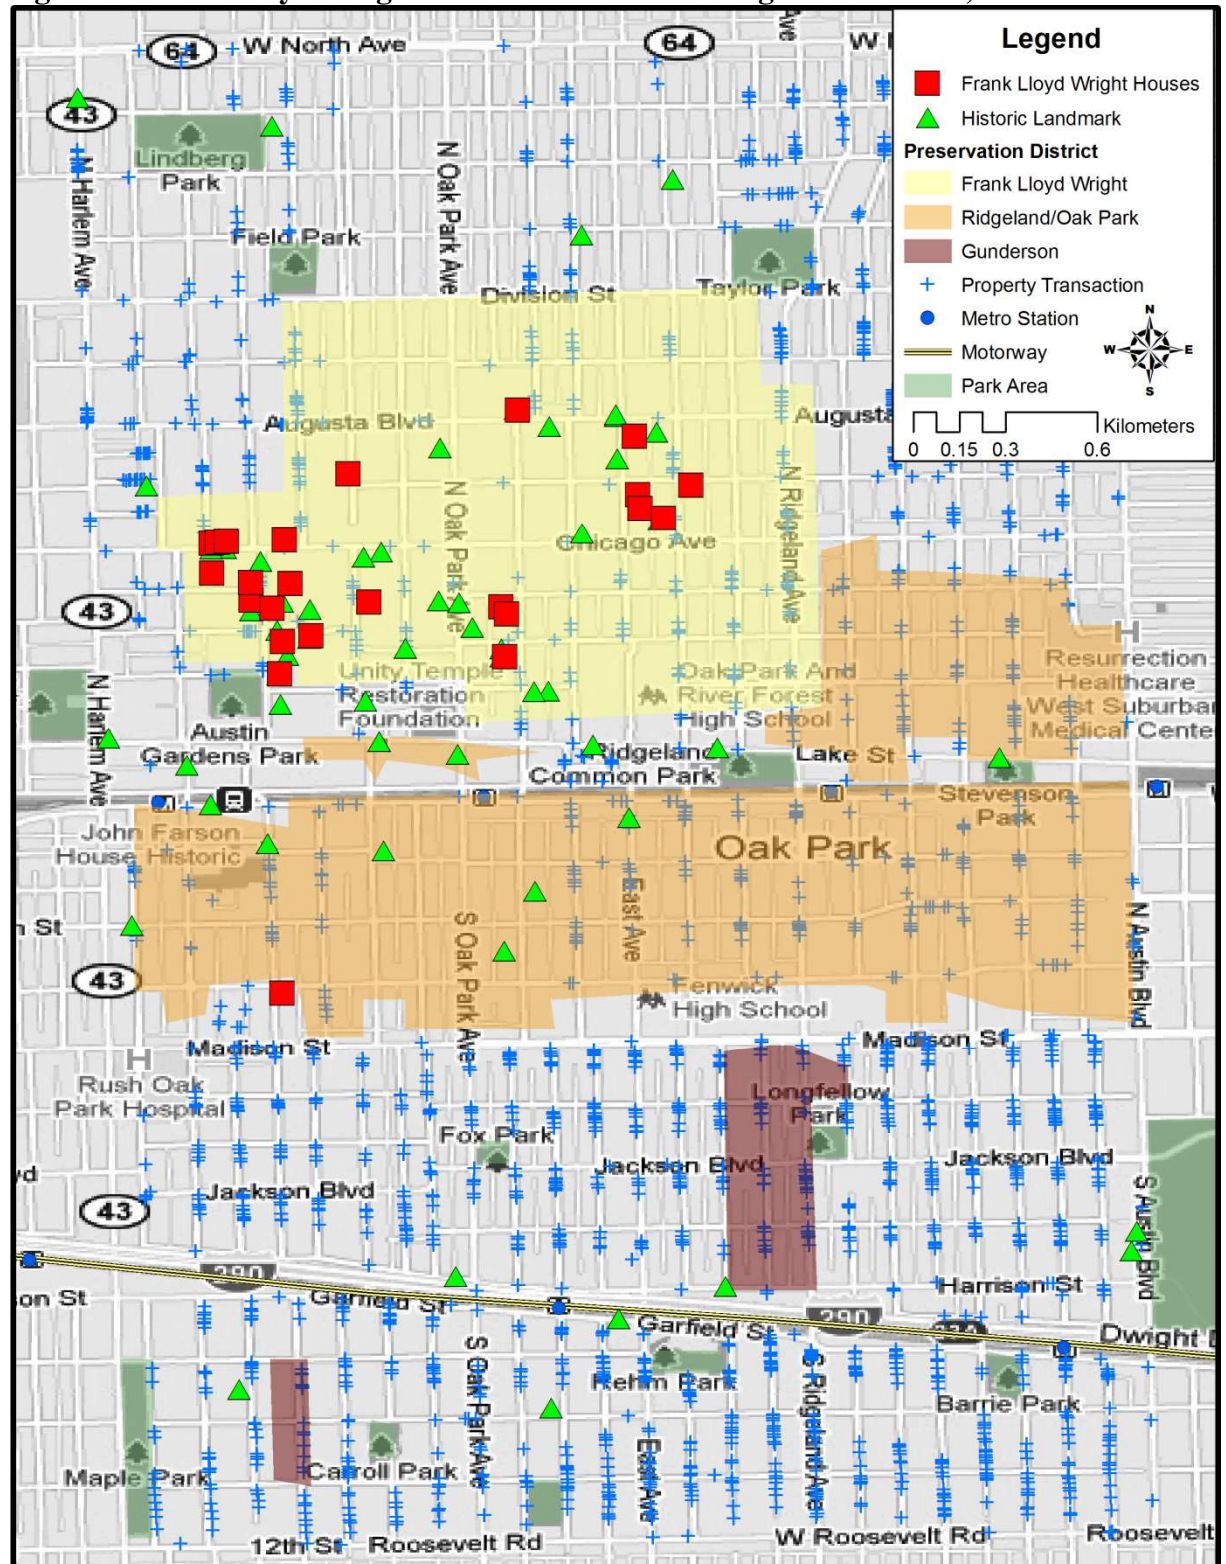 64
W North Ave
64
43
Lindberg
Park
N Harlem Ave
N Oak Park Ave
Field Park
Division St
Taylor Park
Legend
Frank Lloyd Wright Houses
Historic Landmark
Preservation District
Frank Lloyd Wright
Ridgeland/Oak Park
Gunderson
Property Transaction
Metro Station
Motorway
Park Area
N
W
E
S
Kilometers
0 0.15 0.3 0.6
Augusta Blvd
Augusta
N Oak Park Ave
N Ridgeland Ave
Chicago Ave
43
H
Resurrection
Healthcare
West Suburba
Medical Cente
Unity Temple
Restoration
Foundation
Oak Park And
River Forest
High School
N Harlem Ave
Austin
Gardens Park
Ridgeland
Common Park
Lake St
Stevenson
Park
John Farson
House Historic
Oak Park
East Ave
S Oak Park Ave
N Austin Blvd
n St
43
Fenwick
High School
Madison St
Madison St
H
Rush Oak
Park Hospital
Longfellow
Park
Fox Park
Jackson Blvd
Jackson Blvd
Jackson Blvd
vd
43
S Austin Blvd
290
Harrison St
son St
Garfield St
Garfield S
290
Dwight
Rehm Park
S Oak Park Ave
S Ridgeland Ave
Barrie Park
East Ave
Maple Park
Carroll Park
12th St
Roosevelt Rd
W Roosevelt Rd
Roosevelt